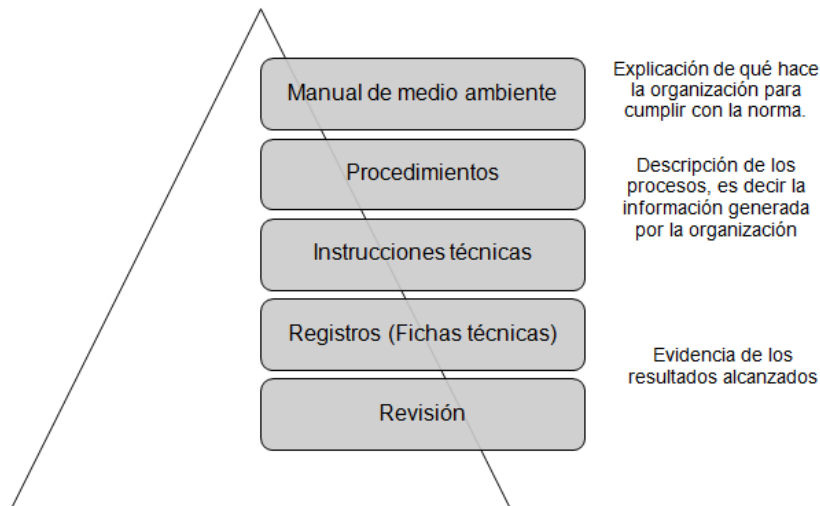 Manual de medio ambiente
Explicación de qué hace
la organización para
cumplir con la norma.
Procedimientos
Descripción de los
procesos, es decir la
información generada
por la organización
Instrucciones técnicas
Registros (Fichas técnicas)
Evidencia de los
resultados alcanzados
Revisión